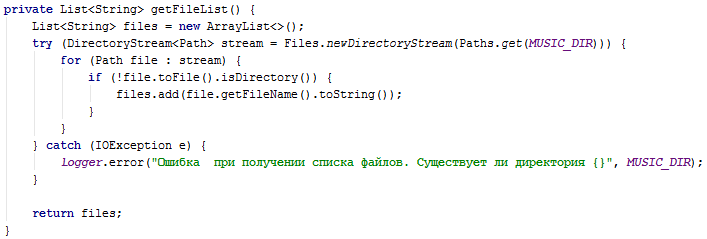 private List<String> getFileList() {
    List<String> files = new ArrayList<>();
    try (DirectoryStream<Path> stream = Files.newDirectoryStream(Paths.get(MUSIC_DIR))) {
        for (Path file : stream) {
            if (!file.toFile().isDirectory()) {
                files.add(file.getFileName().toString());
            }
        }
    } catch (IOException e) {
        Logger.error("Ошибка  при получении списка файлов. Существует ли директория {}", MUSIC_DIR);
    }

    return files;
}